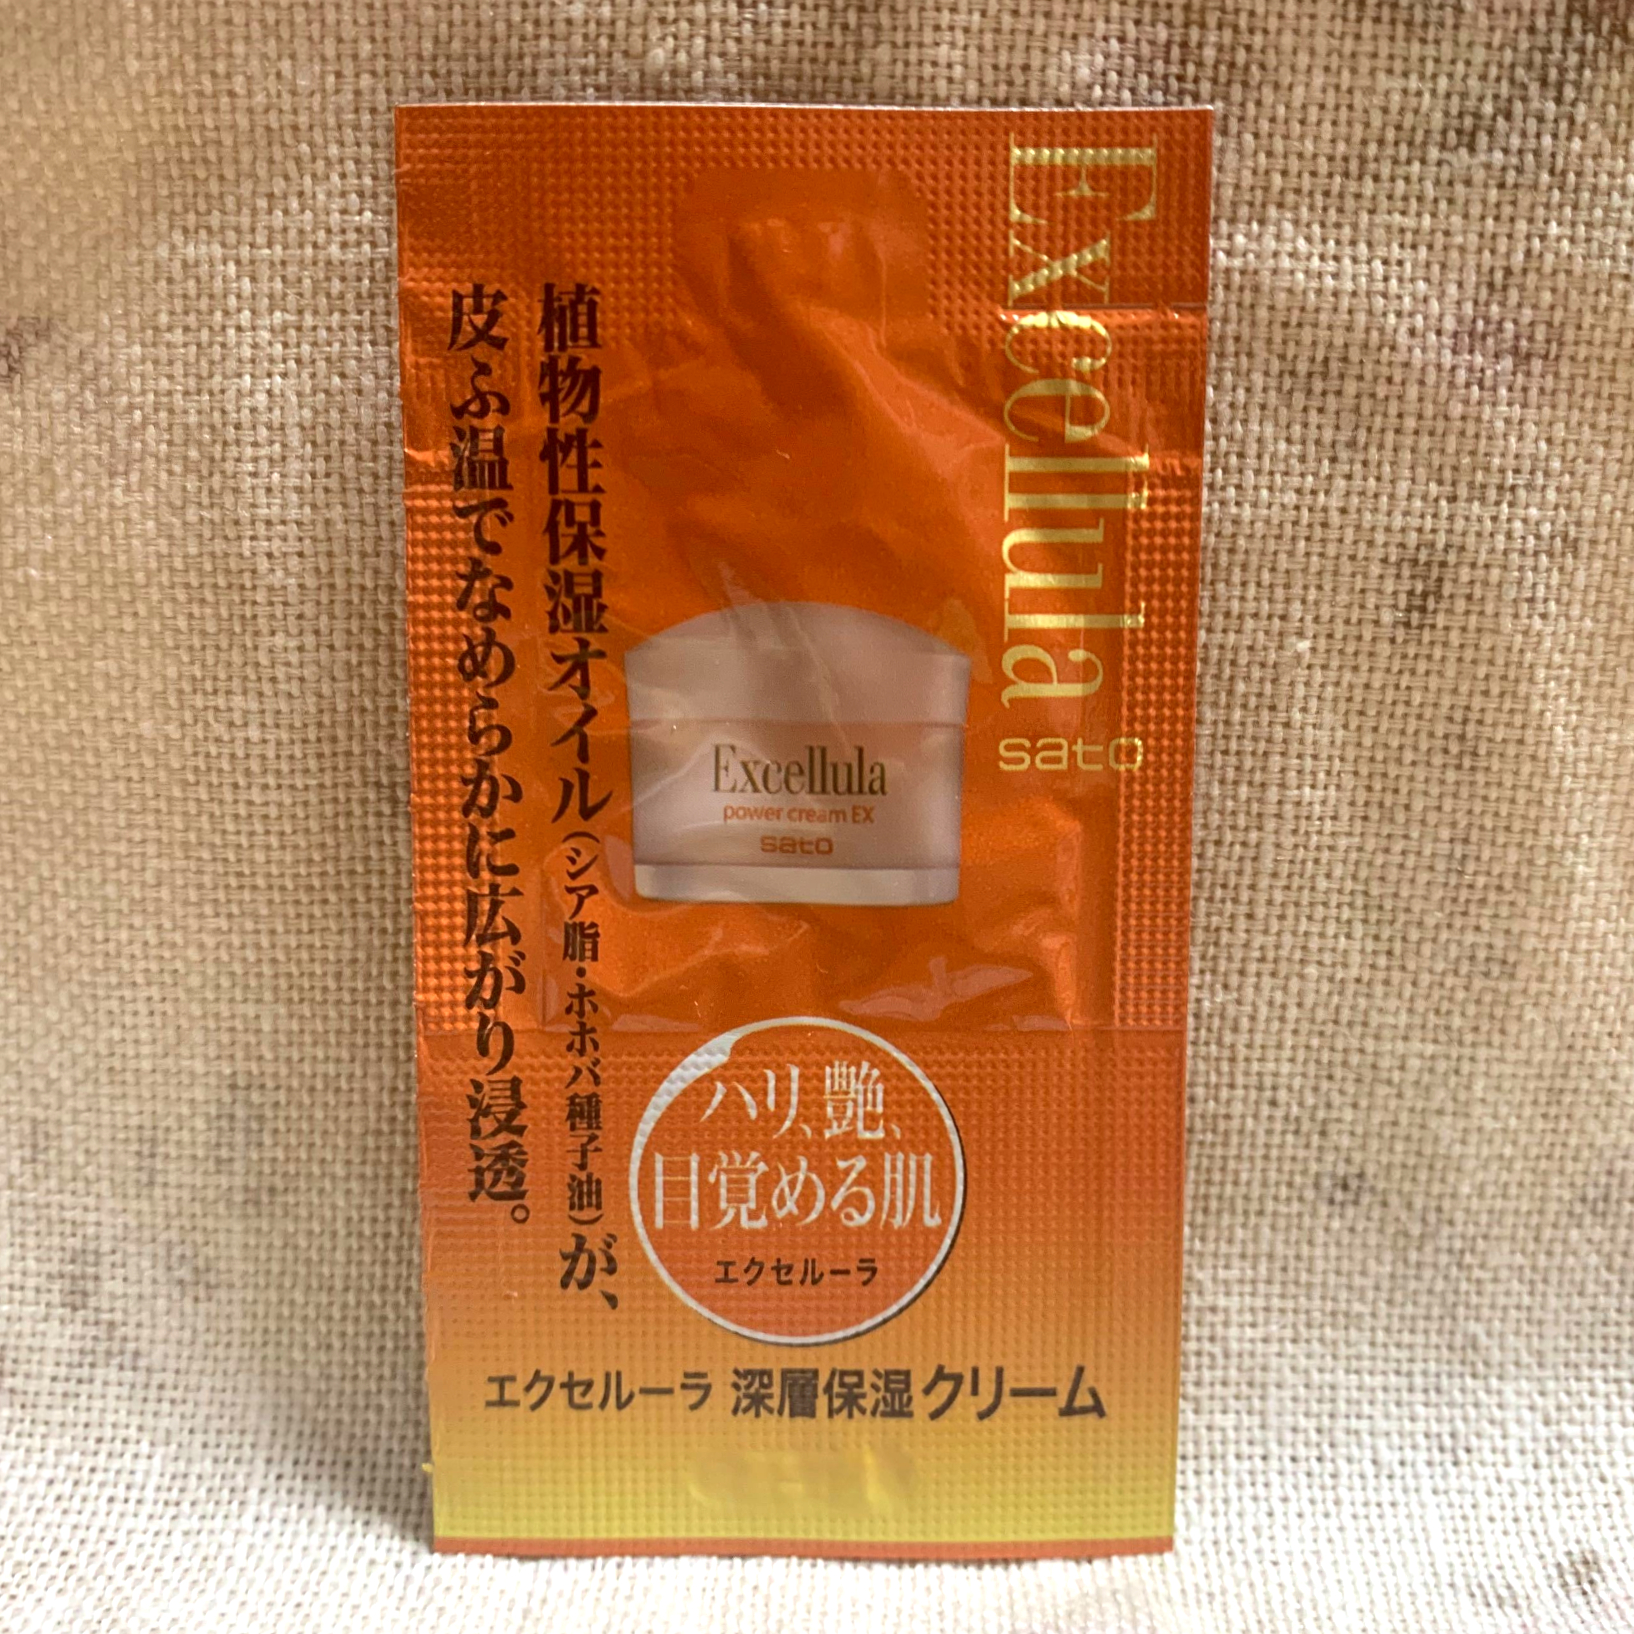 Excellula
sato
植物性保湿オイル（シア脂・ホホバ種子油）が、
皮ふ温でなめらかに広がり浸透。
Excellula
power cream EX
sato
ハリ、艶、
目覚める肌
エクセルーラ
エクセルーラ 深層保湿クリーム